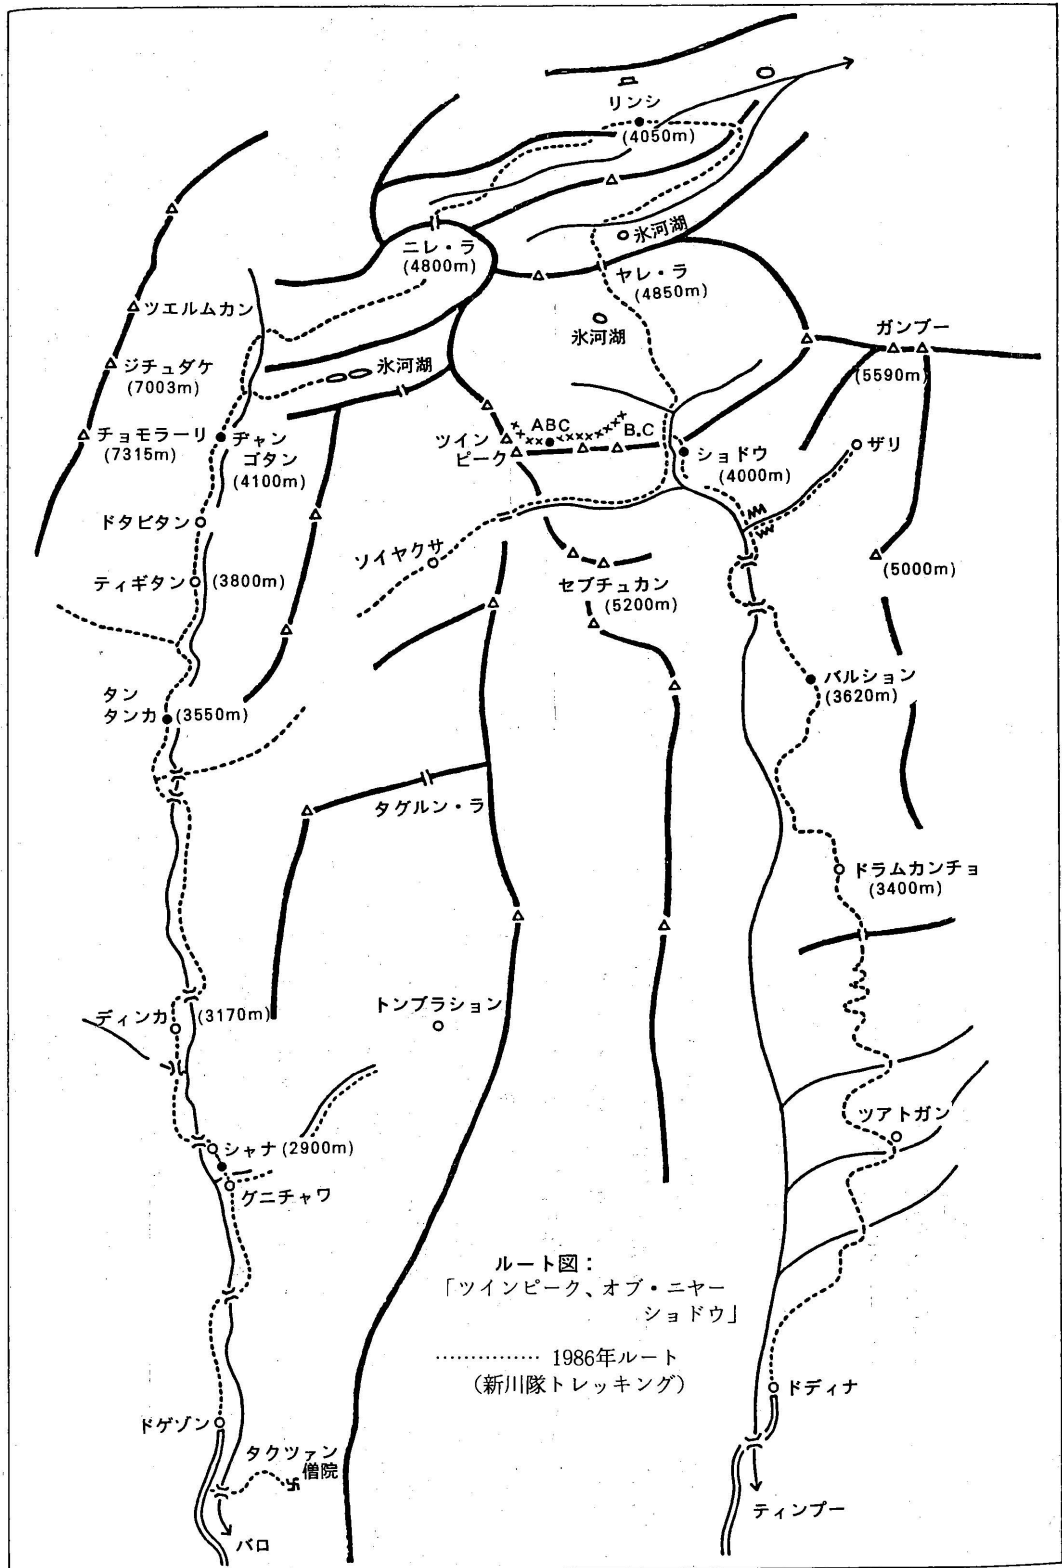 リンシ
(4050m)
ニレ・ラ
(4800m)
氷河湖
ヤレ・ラ
(4850m)
ツエルムカン
氷河湖
ガンブー
(5590m)
ジチュダケ
(7003m)
氷河湖
チョモラーリ
(7315m)
ヂャン
ゴタン
(4100m)
ツイン
ピーク
ABC
B.C
ショドウ
(4000m)
ザリ
ドタビタン
ソイヤクサ
ティギタン
(3800m)
セブチュカン
(5200m)
(5000m)
バルション
(3620m)
タン
タンカ
(3550m)
タグルン・ラ
ドラムカンチョ
(3400m)
ディンカ
(3170m)
トンブラション
ツアトガン
シャナ(2900m)
グニチャワ
ルート図：
「ツインピーク、オブ・ニヤー
ショドウ」
…………… 1986年ルート
(新川隊トレッキング)
ドディナ
ドゲゾン
タクツァン
僧院
ティンプー
パロ